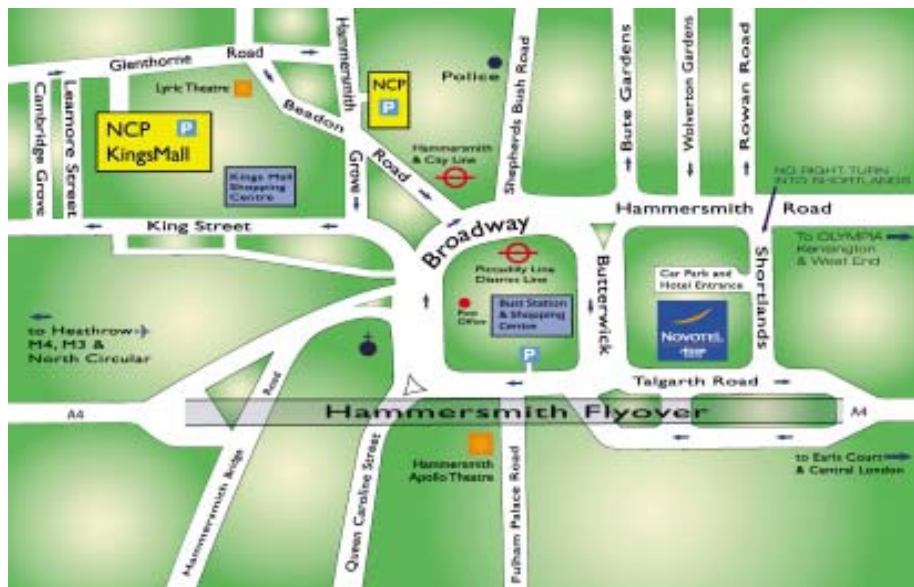 Glenthorne Road
Hammersmith
Grove
NCP
P
Police
Shepherds Bush Road
Bute Gardens
Wolverton Gardens
Rowan Road
Lyric Theatre
Beadon
Road
Cambridge Grove
Leamore Street
NCP P
KingsMall
Kings Mall
Shopping
Centre
Hammersmith
& City Line
NO RIGHT TURN
INTO SHORTLANDS
King Street
Broadway
Hammersmith Road
To OLYMPIA
Kensington
& West End
Piccadilly Line
District Line
Post
Office
Bus Station
& Shopping
Centre
P
Butterwick
Car Park and
Hotel Entrance
NOVOTEL
Shortlands
to Heathrow
M4, M3 &
North Circular
Talgarth Road
A4
Hammersmith Flyover
A4
Hammersmith Bridge Road
Queen Caroline Street
Hammersmith
Apollo Theatre
Fulham Palace Road
to Earls Court
& Central London